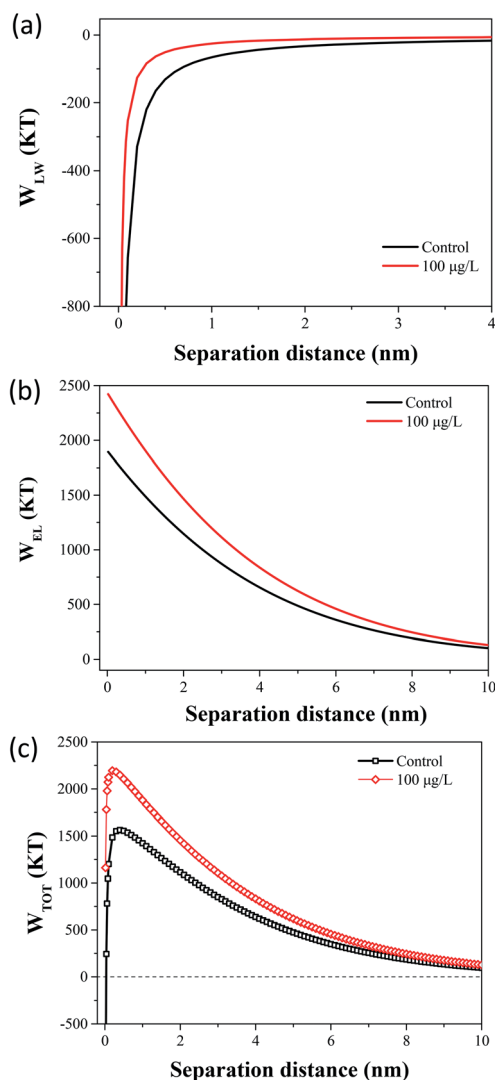 (a)
W_LW (KT)
0
-200
-400
-600
-800
Control
100 μg/L
0
1
2
3
4
Separation distance (nm)
(b)
W_EL (KT)
2500
2000
1500
1000
500
0
Control
100 μg/L
0
2
4
6
8
10
Separation distance (nm)
(c)
W_TOT (KT)
2500
2000
1500
1000
500
0
-500
Control
100 μg/L
0
2
4
6
8
10
Separation distance (nm)